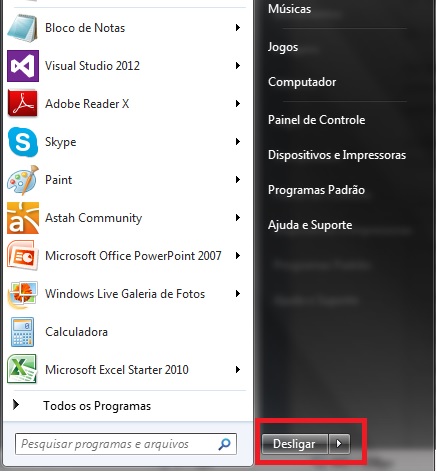 Bloco de Notas
Visual Studio 2012
Adobe Reader X
Skype
Paint
Astah Community
Microsoft Office PowerPoint 2007
Windows Live Galeria de Fotos
Calculadora
Microsoft Excel Starter 2010
Todos os Programas
Pesquisar programas e arquivos
Músicas
Jogos
Computador
Painel de Controle
Dispositivos e Impressoras
Programas Padrão
Ajuda e Suporte
Desligar